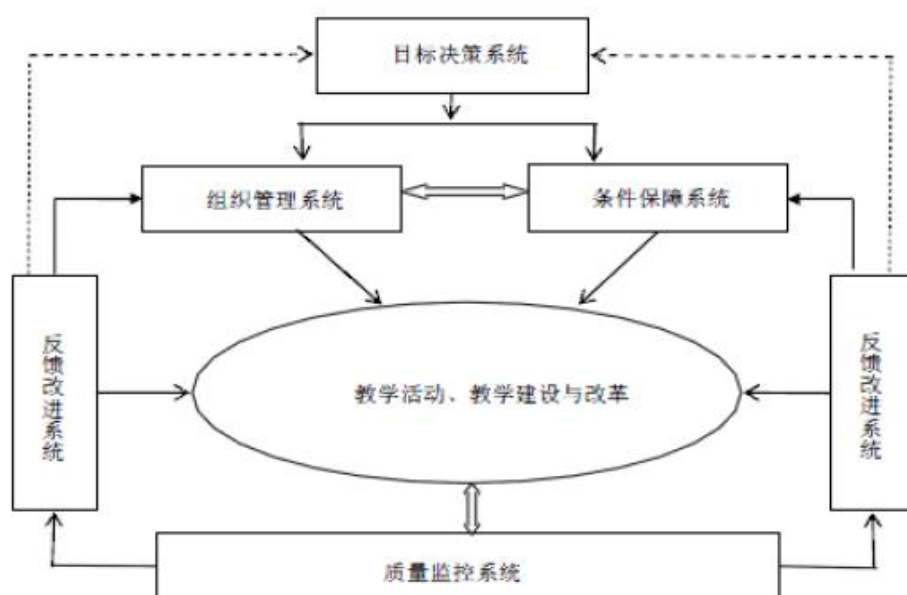 目标决策系统
组织管理系统
条件保障系统
反馈改进系统
教学活动、教学建设与改革
反馈改进系统
质量监控系统